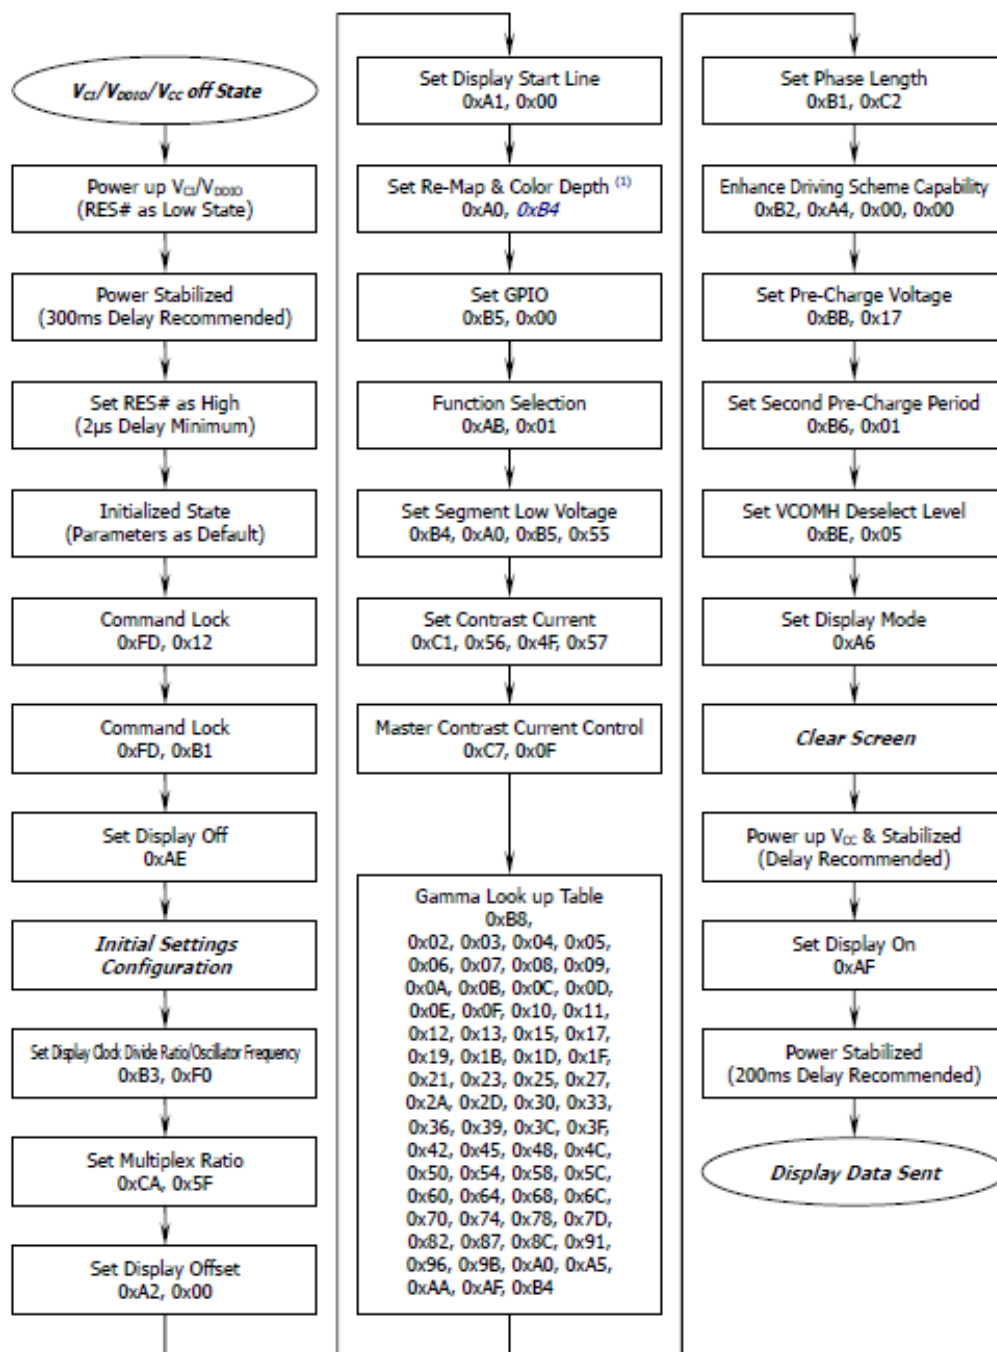 V_CI/V_DDIO/V_CC off State
Power up V_CI/V_DDIO
(RES# as Low State)
Power Stabilized
(300ms Delay Recommended)
Set RES# as High
(2µs Delay Minimum)
Initialized State
(Parameters as Default)
Command Lock
0xFD, 0x12
Command Lock
0xFD, 0xB1
Set Display Off
0xAE
Initial Settings
Configuration
Set Display Clock Divide Ratio/Oscillator Frequency
0xB3, 0xF0
Set Multiplex Ratio
0xCA, 0x5F
Set Display Offset
0xA2, 0x00
Set Display Start Line
0xA1, 0x00
Set Re-Map & Color Depth (1)
0xA0, 0xB4
Set GPIO
0xB5, 0x00
Function Selection
0xAB, 0x01
Set Segment Low Voltage
0xB4, 0xA0, 0xB5, 0x55
Set Contrast Current
0xC1, 0x56, 0x4F, 0x57
Master Contrast Current Control
0xC7, 0x0F
Gamma Look up Table
0xB8,
0x02, 0x03, 0x04, 0x05,
0x06, 0x07, 0x08, 0x09,
0x0A, 0x0B, 0x0C, 0x0D,
0x0E, 0x0F, 0x10, 0x11,
0x12, 0x13, 0x15, 0x17,
0x19, 0x1B, 0x1D, 0x1F,
0x21, 0x23, 0x25, 0x27,
0x2A, 0x2D, 0x30, 0x33,
0x36, 0x39, 0x3C, 0x3F,
0x42, 0x45, 0x48, 0x4C,
0x50, 0x54, 0x58, 0x5C,
0x60, 0x64, 0x68, 0x6C,
0x70, 0x74, 0x78, 0x7D,
0x82, 0x87, 0x8C, 0x91,
0x96, 0x9B, 0xA0, 0xA5,
0xAA, 0xAF, 0xB4
Set Phase Length
0xB1, 0xC2
Enhance Driving Scheme Capability
0xB2, 0xA4, 0x00, 0x00
Set Pre-Charge Voltage
0xBB, 0x17
Set Second Pre-Charge Period
0xB6, 0x01
Set VCOMH Deselect Level
0xBE, 0x05
Set Display Mode
0xA6
Clear Screen
Power up V_CC & Stabilized
(Delay Recommended)
Set Display On
0xAF
Power Stabilized
(200ms Delay Recommended)
Display Data Sent